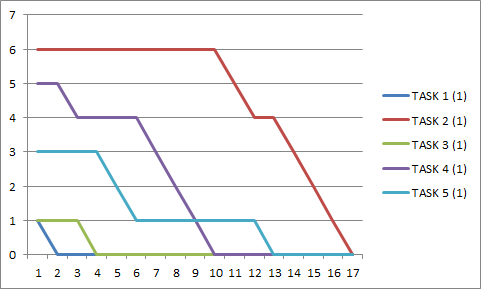 7
6
5
4
3
2
1
0
1 2 3 4 5 6 7 8 9 10 11 12 13 14 15 16 17
TASK 1 (1)
TASK 2 (1)
TASK 3 (1)
TASK 4 (1)
TASK 5 (1)